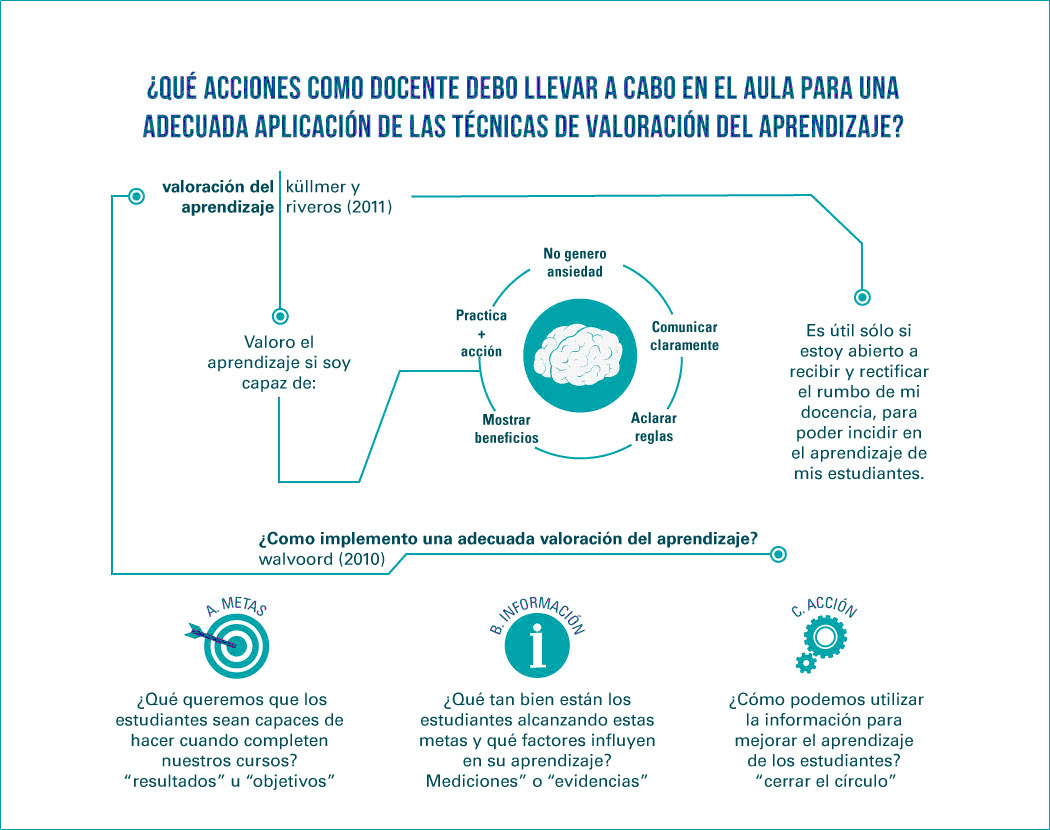 ¿QUÉ ACCIONES COMO DOCENTE DEBO LLEVAR A CABO EN EL AULA PARA UNA
ADECUADA APLICACIÓN DE LAS TÉCNICAS DE VALORACIÓN DEL APRENDIZAJE?
valoración del
aprendizaje
küllmer y
riveros (2011)
Valoro el
aprendizaje si soy
capaz de:
No genero
ansiedad
Comunicar
claramente
Aclarar
reglas
Mostrar
beneficios
Practica
+
acción
Es útil sólo si
estoy abierto a
recibir y rectificar
el rumbo de mi
docencia, para
poder incidir en
el aprendizaje de
mis estudiantes.
¿Como implemento una adecuada valoración del aprendizaje?
walvoord (2010)
A. METAS
¿Qué queremos que los
estudiantes sean capaces de
hacer cuando completen
nuestros cursos?
“resultados” u “objetivos”
B. INFORMACIÓN
i
¿Qué tan bien están los
estudiantes alcanzando estas
metas y qué factores influyen
en su aprendizaje?
Mediciones” o “evidencias”
C. ACCIÓN
¿Cómo podemos utilizar
la información para
mejorar el aprendizaje
de los estudiantes?
“cerrar el círculo”